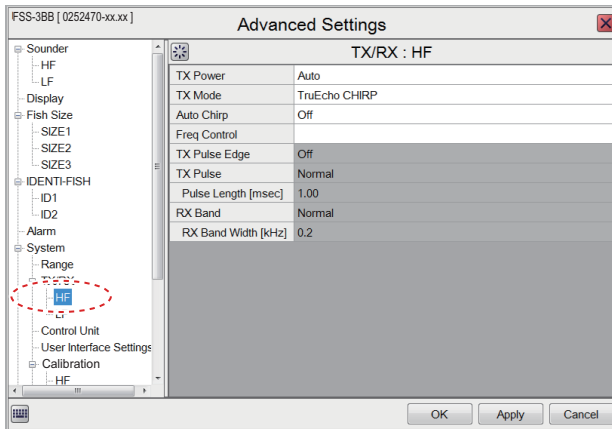 FSS-3BB [ 0252470-xx.xx ]
Advanced Settings
Sounder
HF
LF
Display
Fish Size
SIZE1
SIZE2
SIZE3
IDENTI-FISH
ID1
ID2
Alarm
System
Range
TX/RX
HF
LF
Control Unit
User Interface Settings
Calibration
HF
TX/RX : HF
TX Power Auto
TX Mode TruEcho CHIRP
Auto Chirp Off
Freq Control
TX Pulse Edge Off
TX Pulse Normal
Pulse Length [msec] 1.00
RX Band Normal
RX Band Width [kHz] 0.2
OK Apply Cancel